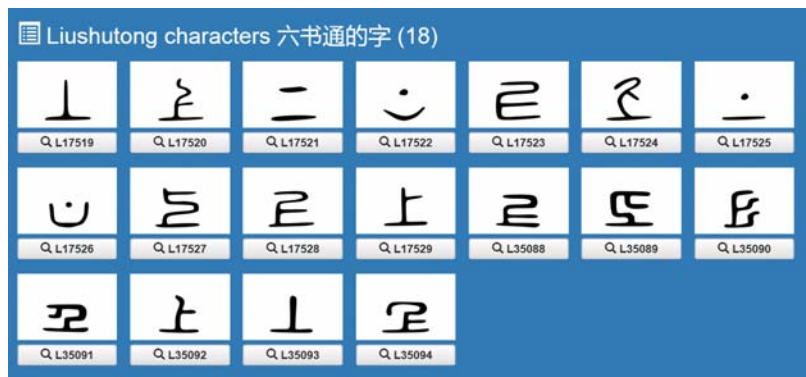 Liushutong characters 六书通的字 (18)
L17519 L17520 L17521 L17522 L17523 L17524 L17525
L17526 L17527 L17528 L17529 L35088 L35089 L35090
L35091 L35092 L35093 L35094